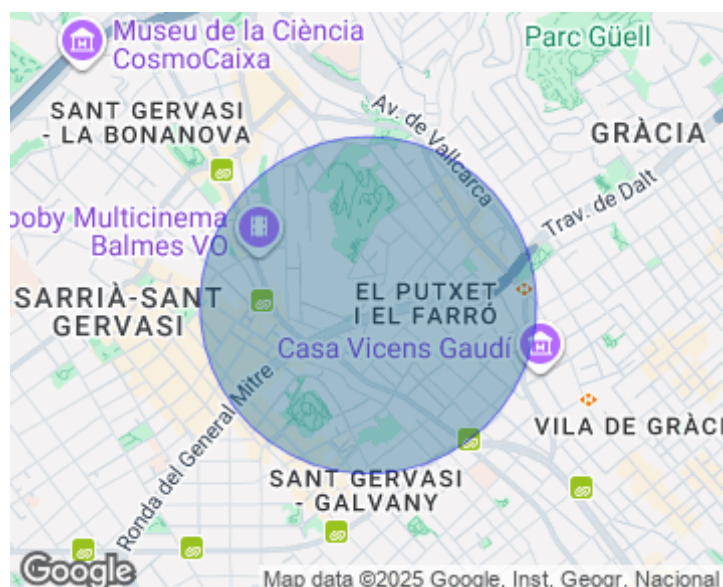 Museu de la Ciència
CosmoCaixa
Parc Güell
SANT GERVASI
- LA BONANOVA
Av. de Vallcarca
GRÀCIA
Trav. de Dalt
ooby Multicinema
Balmes VO
SARRIÀ-SANT
GERVASI
EL PUTXET
I EL FARRÓ
Casa Vicens Gaudí
Ronda del General Mitre
VILA DE GRÀCI
SANT GERVASI
- GALVANY
Google
Map data ©2025 Google, Inst. Geogr. Nacional